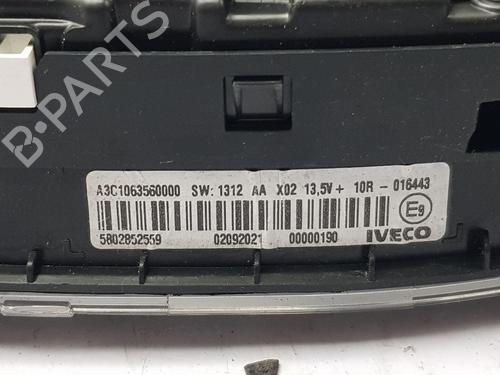 A3C1063560000 SW: 1312 AA X02 13,5V + 10R - 016443
E9
5802852559 02092021 00000190 IVECO
B-PARTS